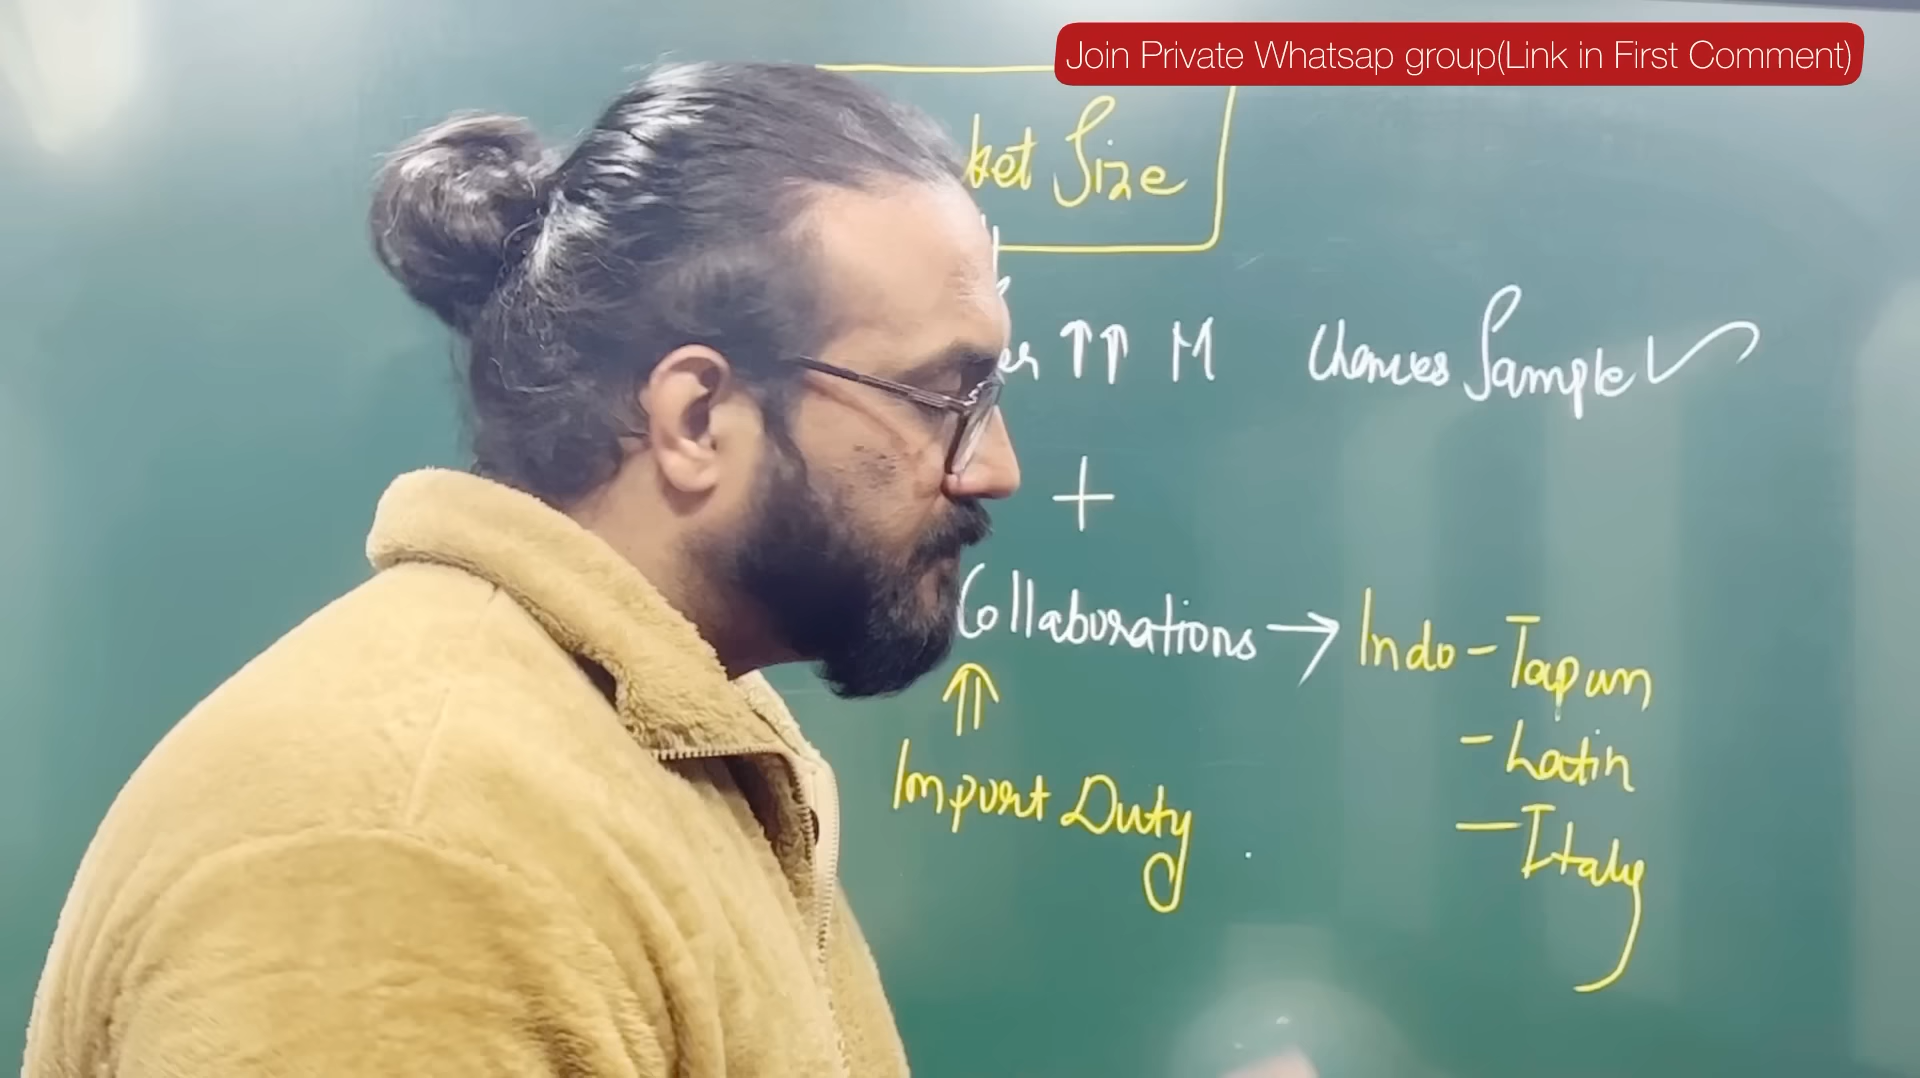 Join Private Whatsap group(Link in First Comment)
ket Size
er ↑↑ M Chances Sample
+
Collaborations → Indo - Japan
⇑ - Latin
Import Duty - Italy